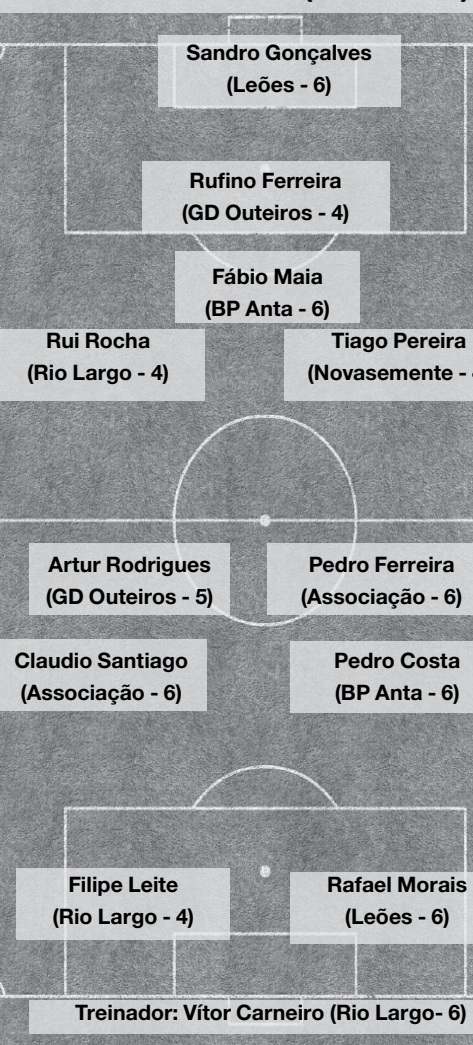 Sandro Gonçalves
(Leões - 6)
Rufino Ferreira
(GD Outeiros - 4)
Fábio Maia
(BP Anta - 6)
Rui Rocha
(Rio Largo - 4)
Tiago Pereira
(Novasemente -
Artur Rodrigues
(GD Outeiros - 5)
Pedro Ferreira
(Associação - 6)
Claudio Santiago
(Associação - 6)
Pedro Costa
(BP Anta - 6)
Filipe Leite
(Rio Largo - 4)
Rafael Morais
(Leões - 6)
Treinador: Vítor Carneiro (Rio Largo- 6)